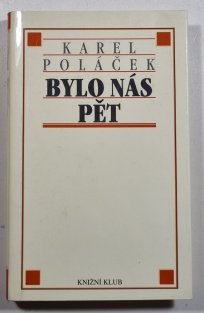 KAREL
POLÁČEK
BYLO NÁS
PĚT
KNIŽNÍ KLUB